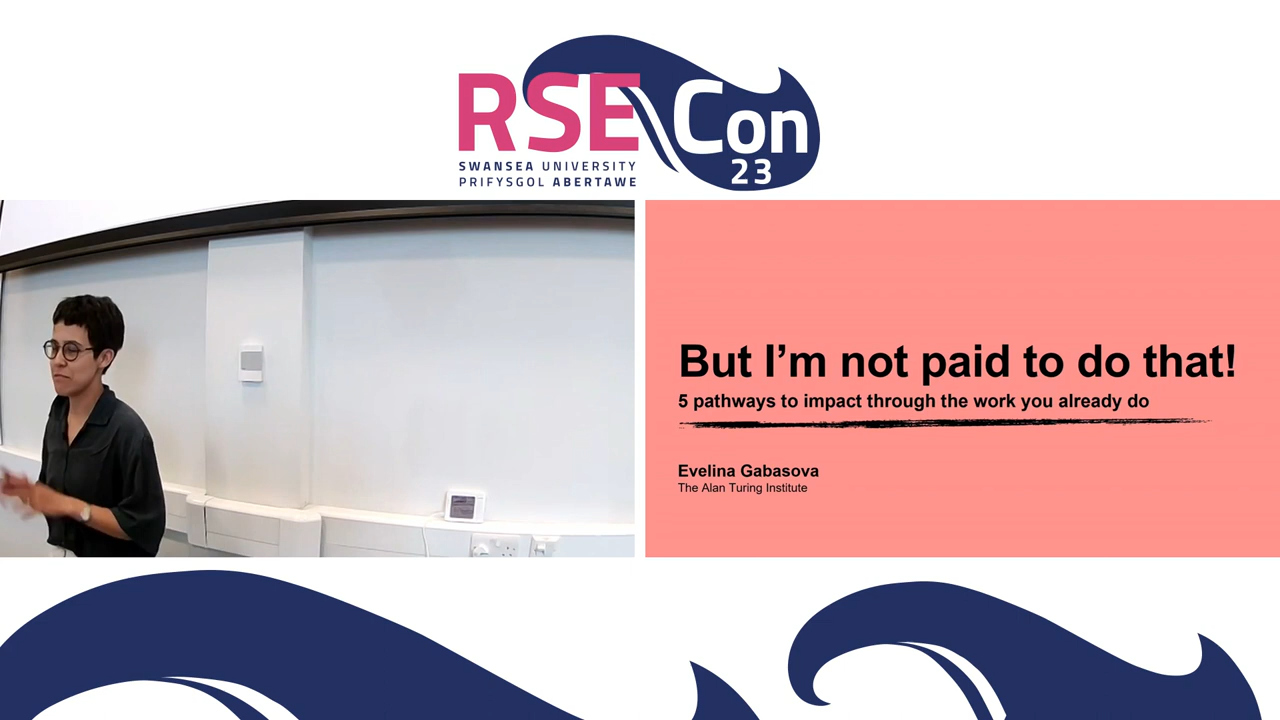 RSE Con
23
SWANSEA UNIVERSITY
PRIFYSGOL ABERTAWE
But I'm not paid to do that!
5 pathways to impact through the work you already do
Evelina Gabasova
The Alan Turing Institute